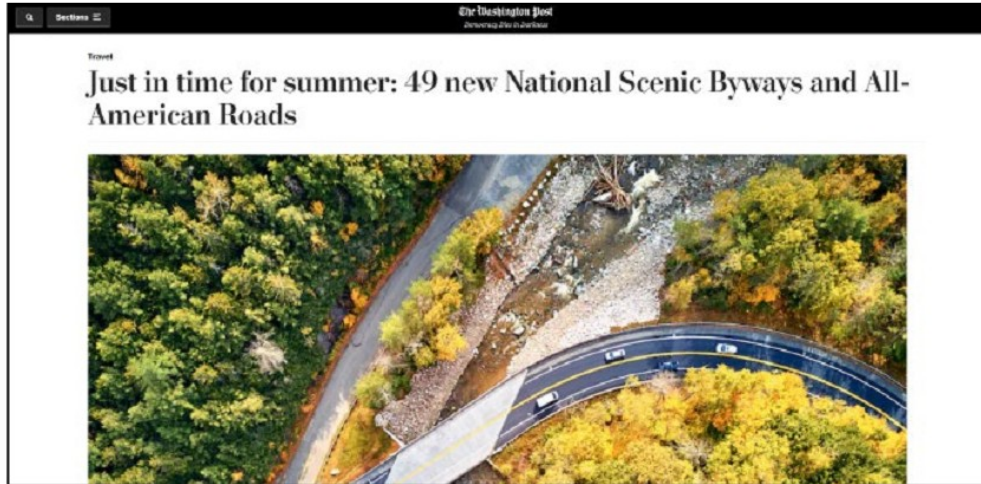 Sections
The Washington Post
Democracy Dies in Darkness
Travel
Just in time for summer: 49 new National Scenic Byways and All-
American Roads